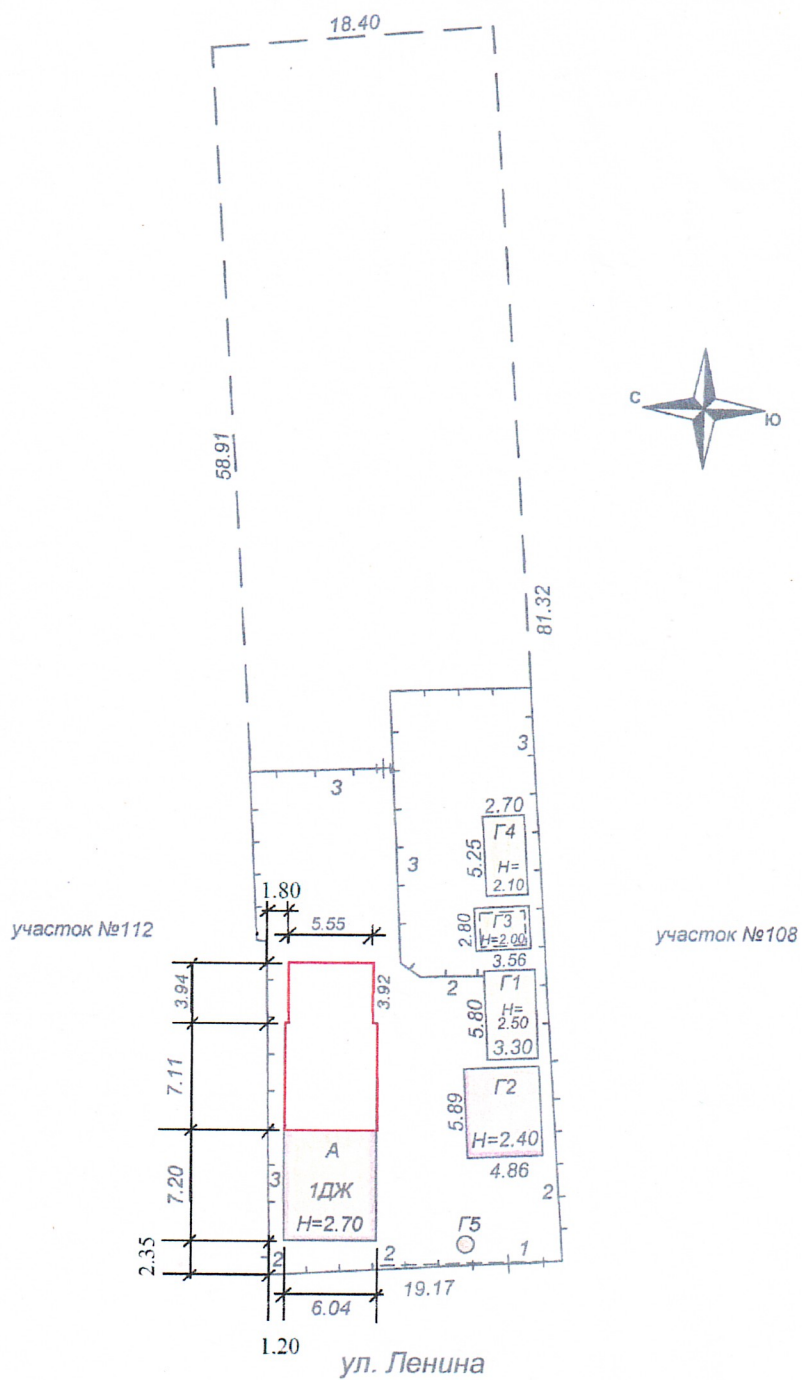 18.40
С
Ю
58.91
81.32
3
3
2.70
Г4
5.25
Н=
2.10
3
1.80
5.55
участок №112
2.80
Г3
Н=2.00
участок №108
3.56
3.94
3.92
2
Г1
5.80
Н=
2.50
3.30
7.11
Г2
5.89
Н=2.40
4.86
А
7.20
3
1ДЖ
Н=2.70
2
Г5
2.35
2
2
1
19.17
6.04
1.20
ул. Ленина